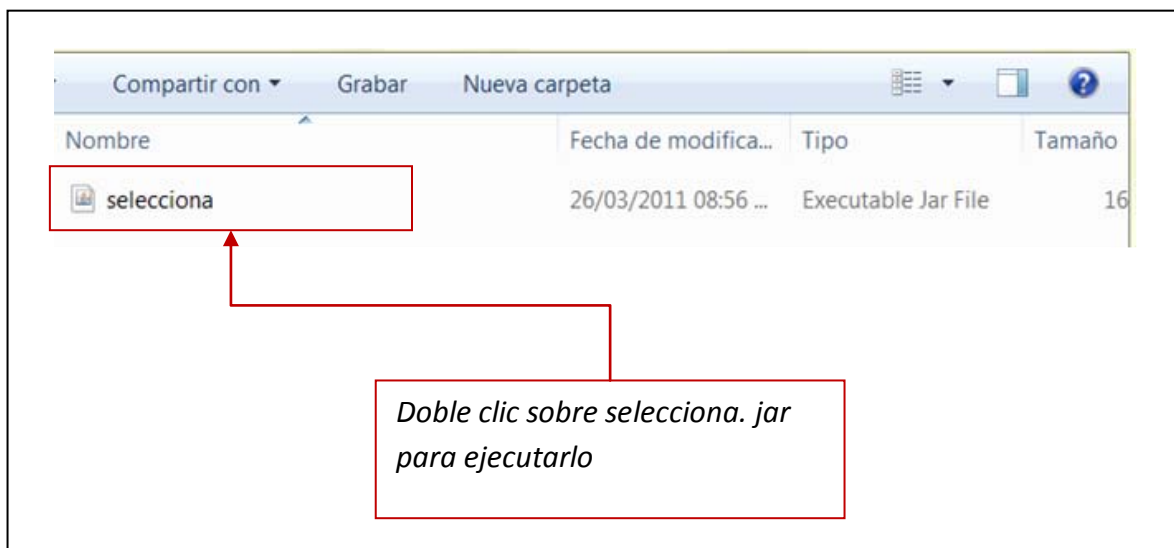 Compartir con Grabar Nueva carpeta
Nombre Fecha de modifica... Tipo Tamaño
selecciona 26/03/2011 08:56 ... Executable Jar File 16
Doble clic sobre selecciona. jar
para ejecutarlo